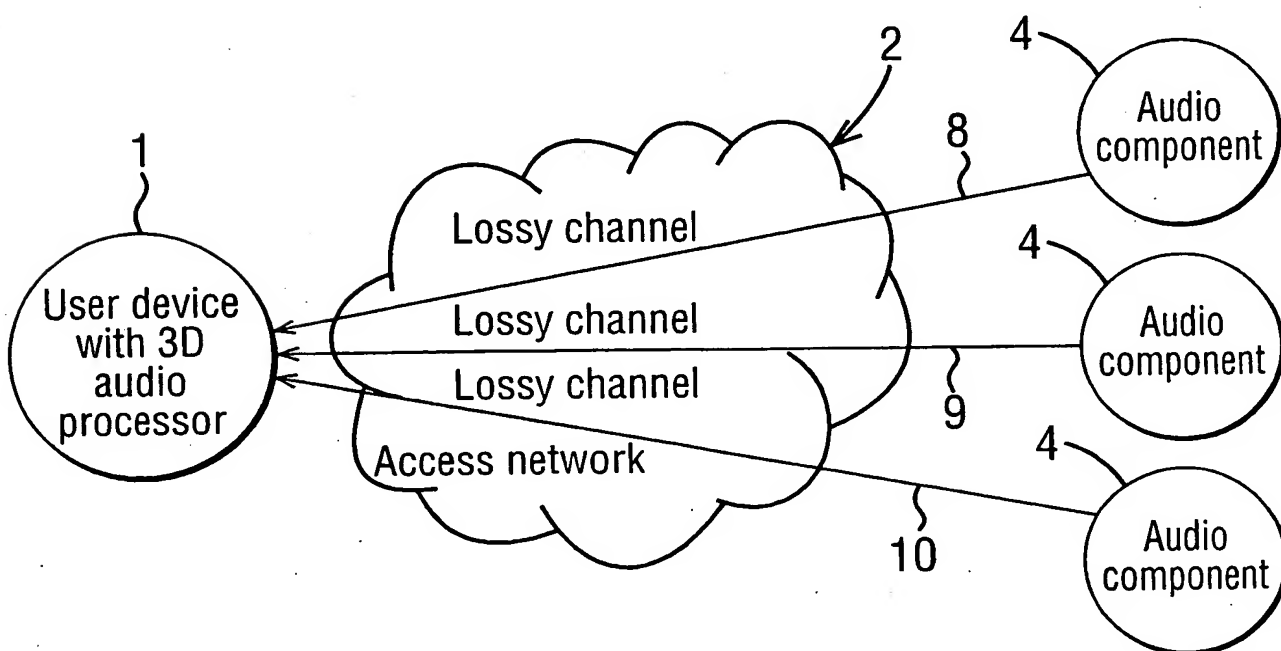 1
User device
with 3D
audio
processor
2
Lossy channel
Lossy channel
Lossy channel
Access network
8
9
10
4
Audio
component
4
Audio
component
4
Audio
component